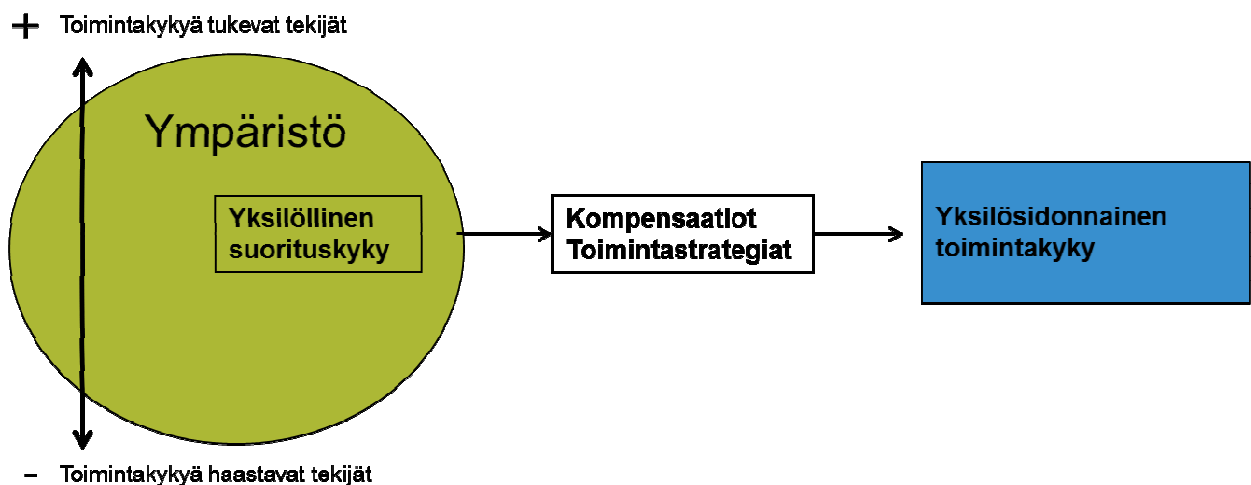 + Toimintakykyä tukevat tekijät
Ympäristö
Yksilöllinen
suorituskyky
Kompensaatiot
Toimintastrategiat
Yksilösidonnainen
toimintakyky
- Toimintakykyä haastavat tekijät